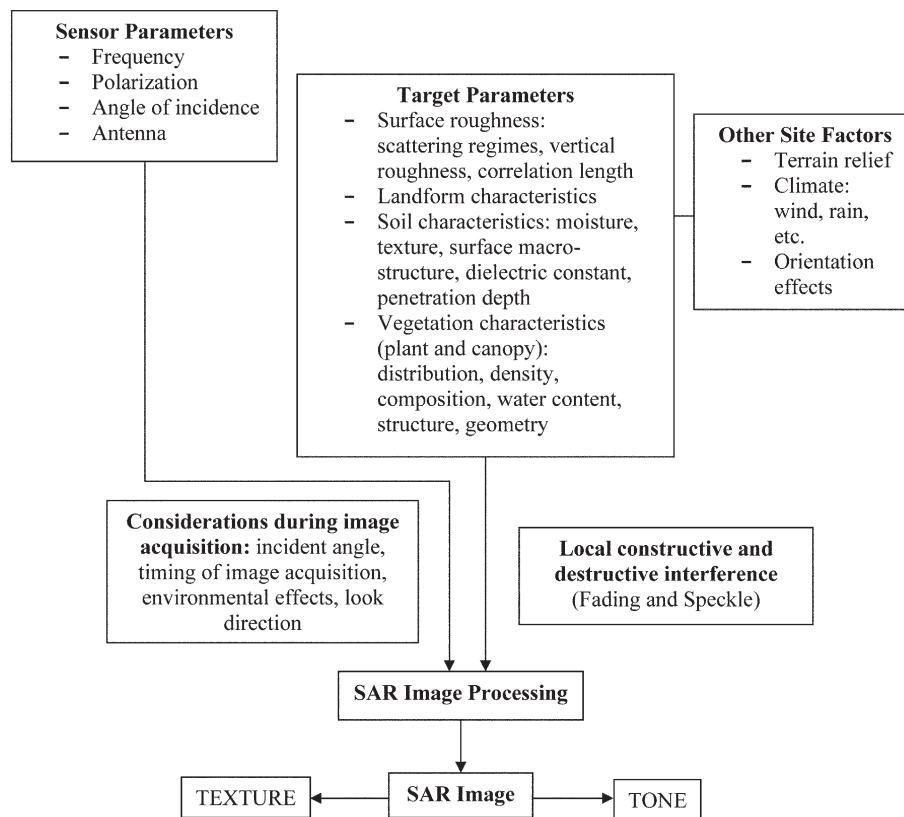 Sensor Parameters
- Frequency
- Polarization
- Angle of incidence
- Antenna
Target Parameters
- Surface roughness:
scattering regimes, vertical
roughness, correlation length
- Landform characteristics
- Soil characteristics: moisture,
texture, surface macro-
structure, dielectric constant,
penetration depth
- Vegetation characteristics
(plant and canopy):
distribution, density,
composition, water content,
structure, geometry
Other Site Factors
- Terrain relief
- Climate:
wind, rain,
etc.
- Orientation
effects
Considerations during image
acquisition: incident angle,
timing of image acquisition,
environmental effects, look
direction
Local constructive and
destructive interference
(Fading and Speckle)
SAR Image Processing
TEXTURE
SAR Image
TONE